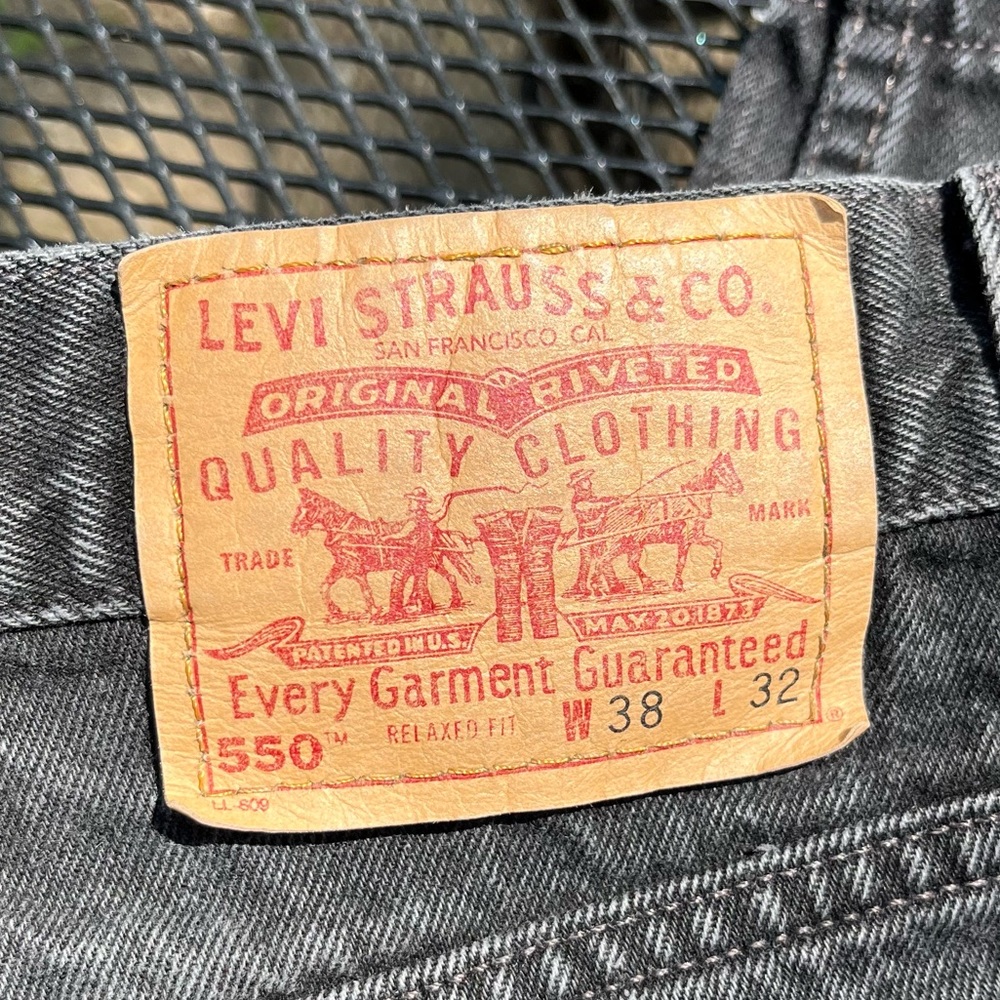 LEVI STRAUSS & CO.
SAN FRANCISCO CAL
ORIGINAL RIVETED
QUALITY CLOTHING
TRADE MARK
PATENTED IN U.S. MAY 20 1873
Every Garment Guaranteed
550™ RELAXED FIT W 38 L 32 ®
LL-609